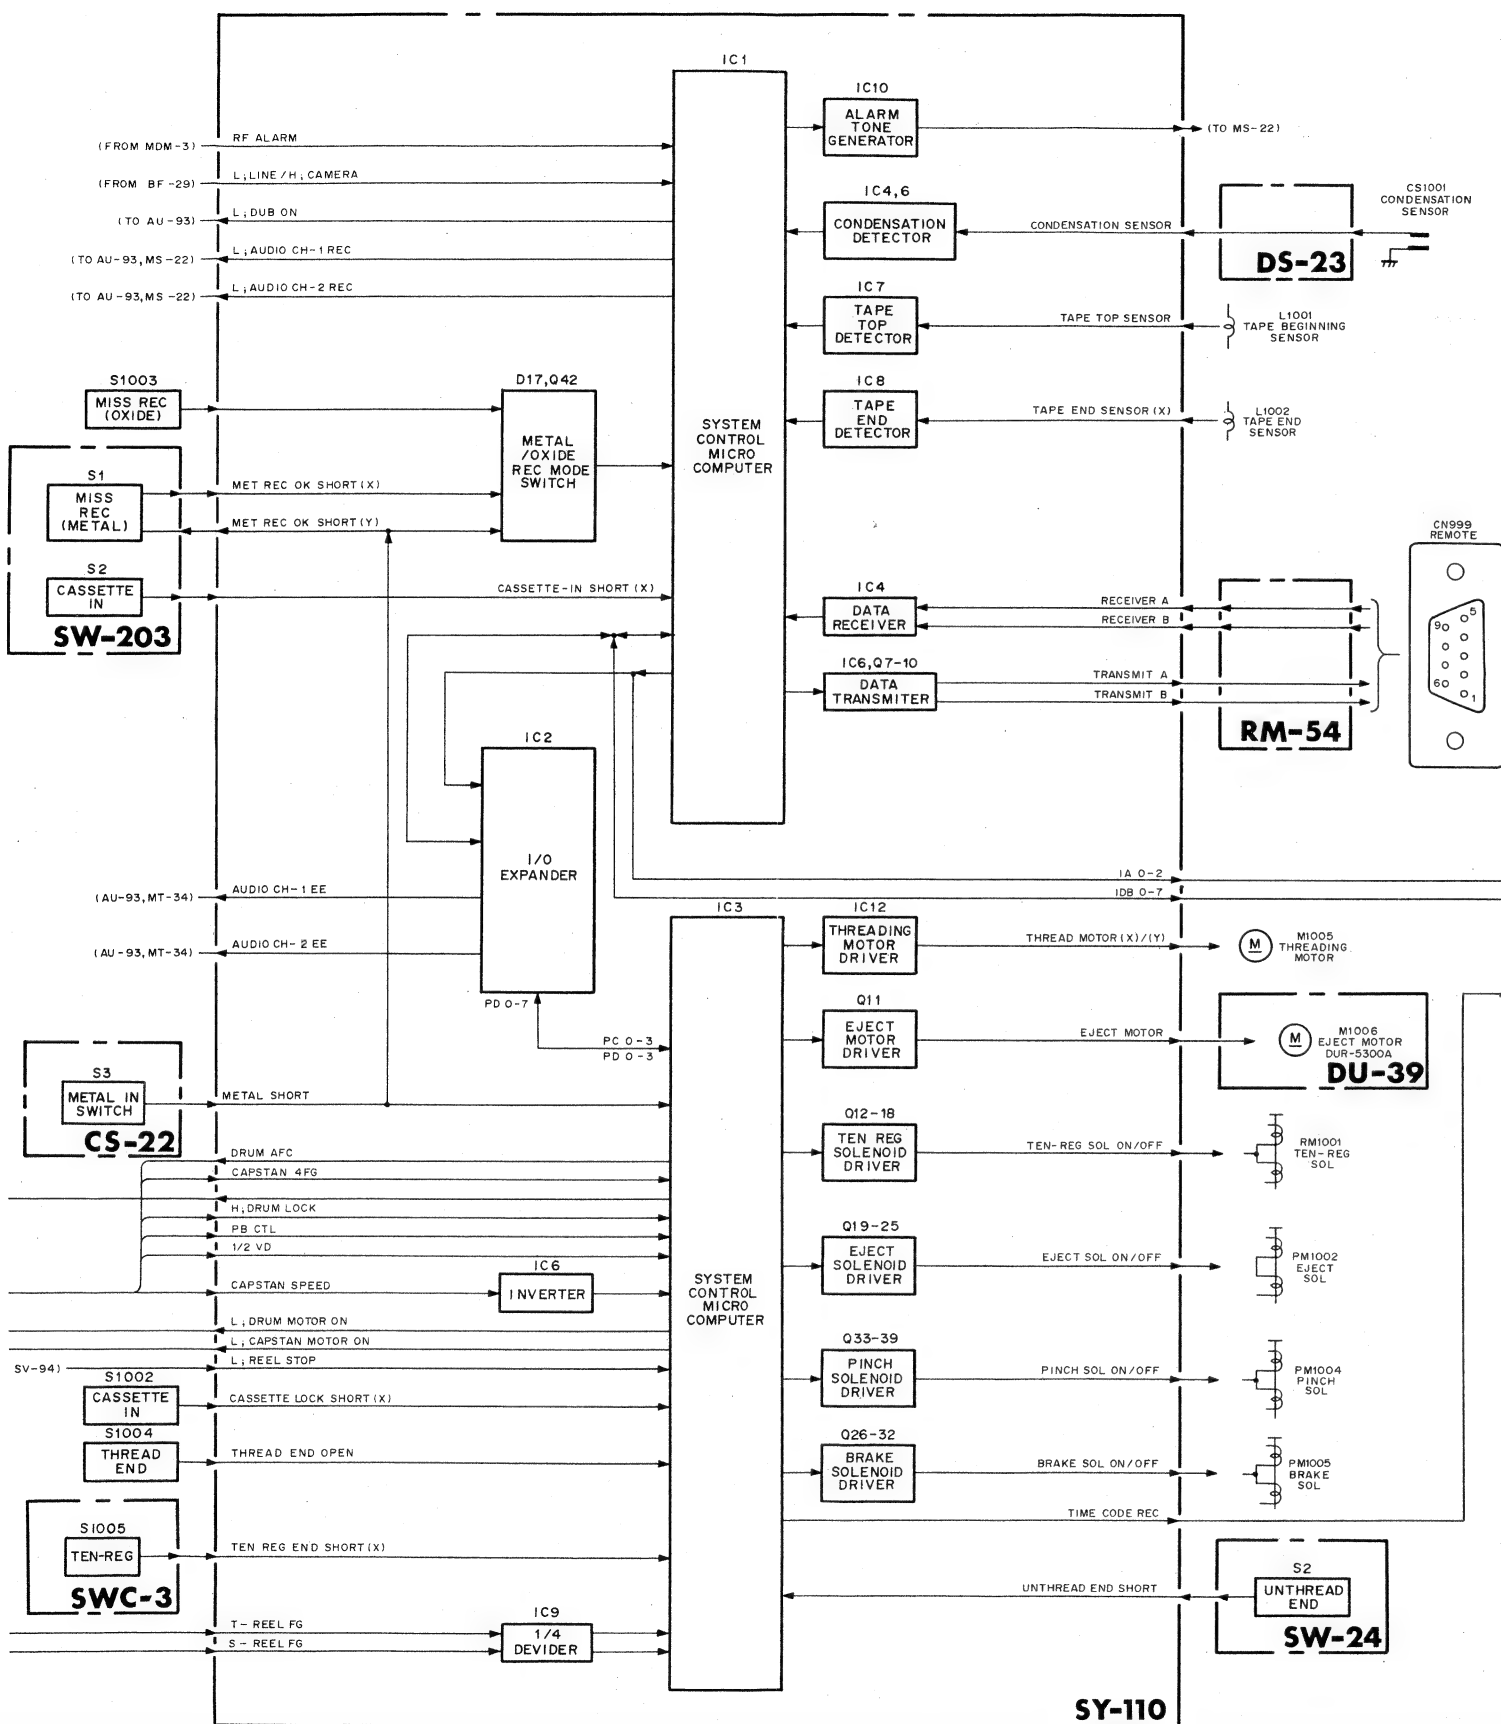 IC1
SYSTEM
CONTROL
MICRO
COMPUTER
(FROM MDM-3) RF ALARM
(FROM BF-29) L;LINE/H;CAMERA
(TO AU-93) L;DUB ON
(TO AU-93,MS-22) L;AUDIO CH-1 REC
(TO AU-93,MS-22) L;AUDIO CH-2 REC
S1003
MISS REC
(OXIDE)
D17,Q42
METAL
/OXIDE
REC MODE
SWITCH
S1
MISS
REC
(METAL)
MET REC OK SHORT(X)
MET REC OK SHORT(Y)
S2
CASSETTE
IN
CASSETTE-IN SHORT(X)
SW-203
IC10
ALARM
TONE
GENERATOR
(TO MS-22)
IC4,6
CONDENSATION
DETECTOR
CONDENSATION SENSOR
DS-23
CS1001
CONDENSATION
SENSOR
IC7
TAPE
TOP
DETECTOR
TAPE TOP SENSOR
L1001
TAPE BEGINNING
SENSOR
IC8
TAPE
END
DETECTOR
TAPE END SENSOR(X)
L1002
TAPE END
SENSOR
IC4
DATA
RECEIVER
RECEIVER A
RECEIVER B
IC6,Q7-10
DATA
TRANSMITER
TRANSMIT A
TRANSMIT B
RM-54
CN999
REMOTE
5
9
6
1
IC2
I/O
EXPANDER
PD 0-7
IA 0-2
IDB 0-7
(AU-93,MT-34) AUDIO CH-1 EE
(AU-93,MT-34) AUDIO CH-2 EE
PC 0-3
PD 0-3
IC3
SYSTEM
CONTROL
MICRO
COMPUTER
S3
METAL IN
SWITCH
METAL SHORT
CS-22
DRUM AFC
CAPSTAN 4FG
H;DRUM LOCK
PB CTL
1/2 VD
CAPSTAN SPEED
IC6
INVERTER
L;DRUM MOTOR ON
L;CAPSTAN MOTOR ON
SV-94) L;REEL STOP
S1002
CASSETTE
IN
CASSETTE LOCK SHORT(X)
S1004
THREAD
END
THREAD END OPEN
S1005
TEN-REG
TEN REG END SHORT(X)
SWC-3
T-REEL FG
S-REEL FG
IC9
1/4
DEVIDER
IC12
THREADING
MOTOR
DRIVER
THREAD MOTOR(X)/(Y)
M
M1005
THREADING
MOTOR
Q11
EJECT
MOTOR
DRIVER
EJECT MOTOR
M
M1006
EJECT MOTOR
DUR-5300A
DU-39
Q12-18
TEN REG
SOLENOID
DRIVER
TEN-REG SOL ON/OFF
RM1001
TEN-REG
SOL
Q19-25
EJECT
SOLENOID
DRIVER
EJECT SOL ON/OFF
PM1002
EJECT
SOL
Q33-39
PINCH
SOLENOID
DRIVER
PINCH SOL ON/OFF
PM1004
PINCH
SOL
Q26-32
BRAKE
SOLENOID
DRIVER
BRAKE SOL ON/OFF
PM1005
BRAKE
SOL
TIME CODE REC
UNTHREAD END SHORT
S2
UNTHREAD
END
SW-24
SY-110